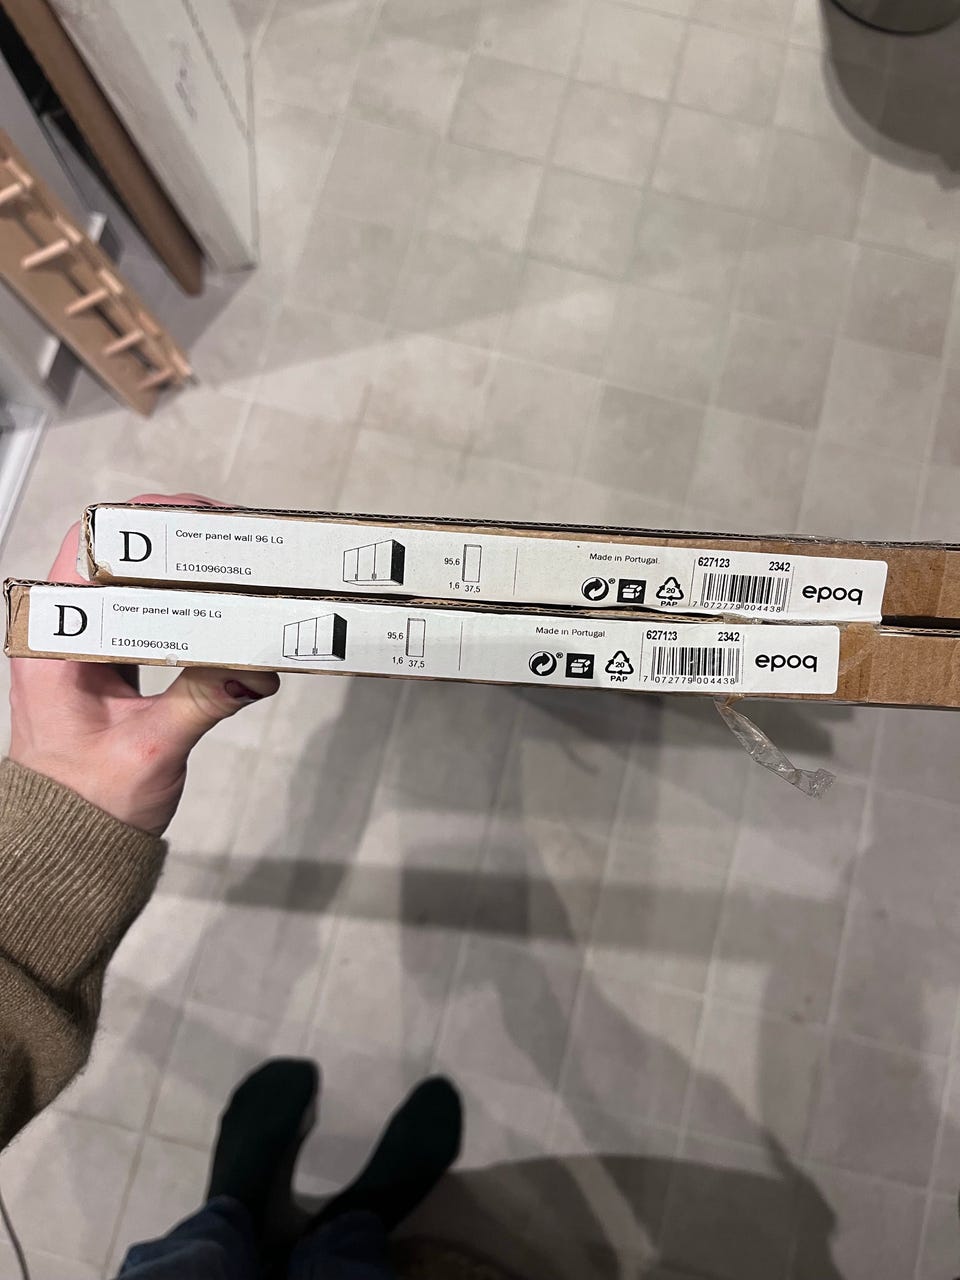 D
Cover panel wall 96 LG
E101096038LG
95,6
1,6 37,5
Made in Portugal
20
PAP
627123 2342
7 072779 004438
epoq
D
Cover panel wall 96 LG
E101096038LG
95,6
1,6 37,5
Made in Portugal
20
PAP
627123 2342
7 072779 004438
epoq